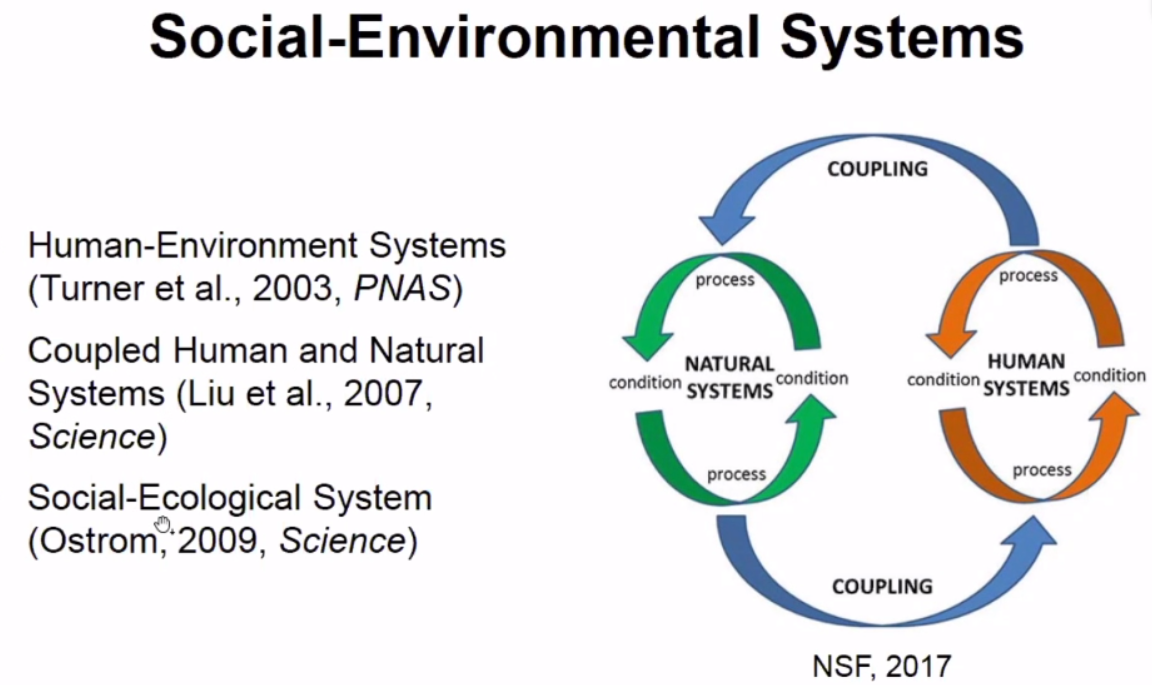 Social-Environmental Systems
Human-Environment Systems
(Turner et al., 2003, PNAS)
Coupled Human and Natural
Systems (Liu et al., 2007,
Science)
Social-Ecological System
(Ostrom, 2009, Science)
COUPLING
process
NATURAL
SYSTEMS
condition
condition
process
process
HUMAN
SYSTEMS
condition
condition
process
COUPLING
NSF, 2017